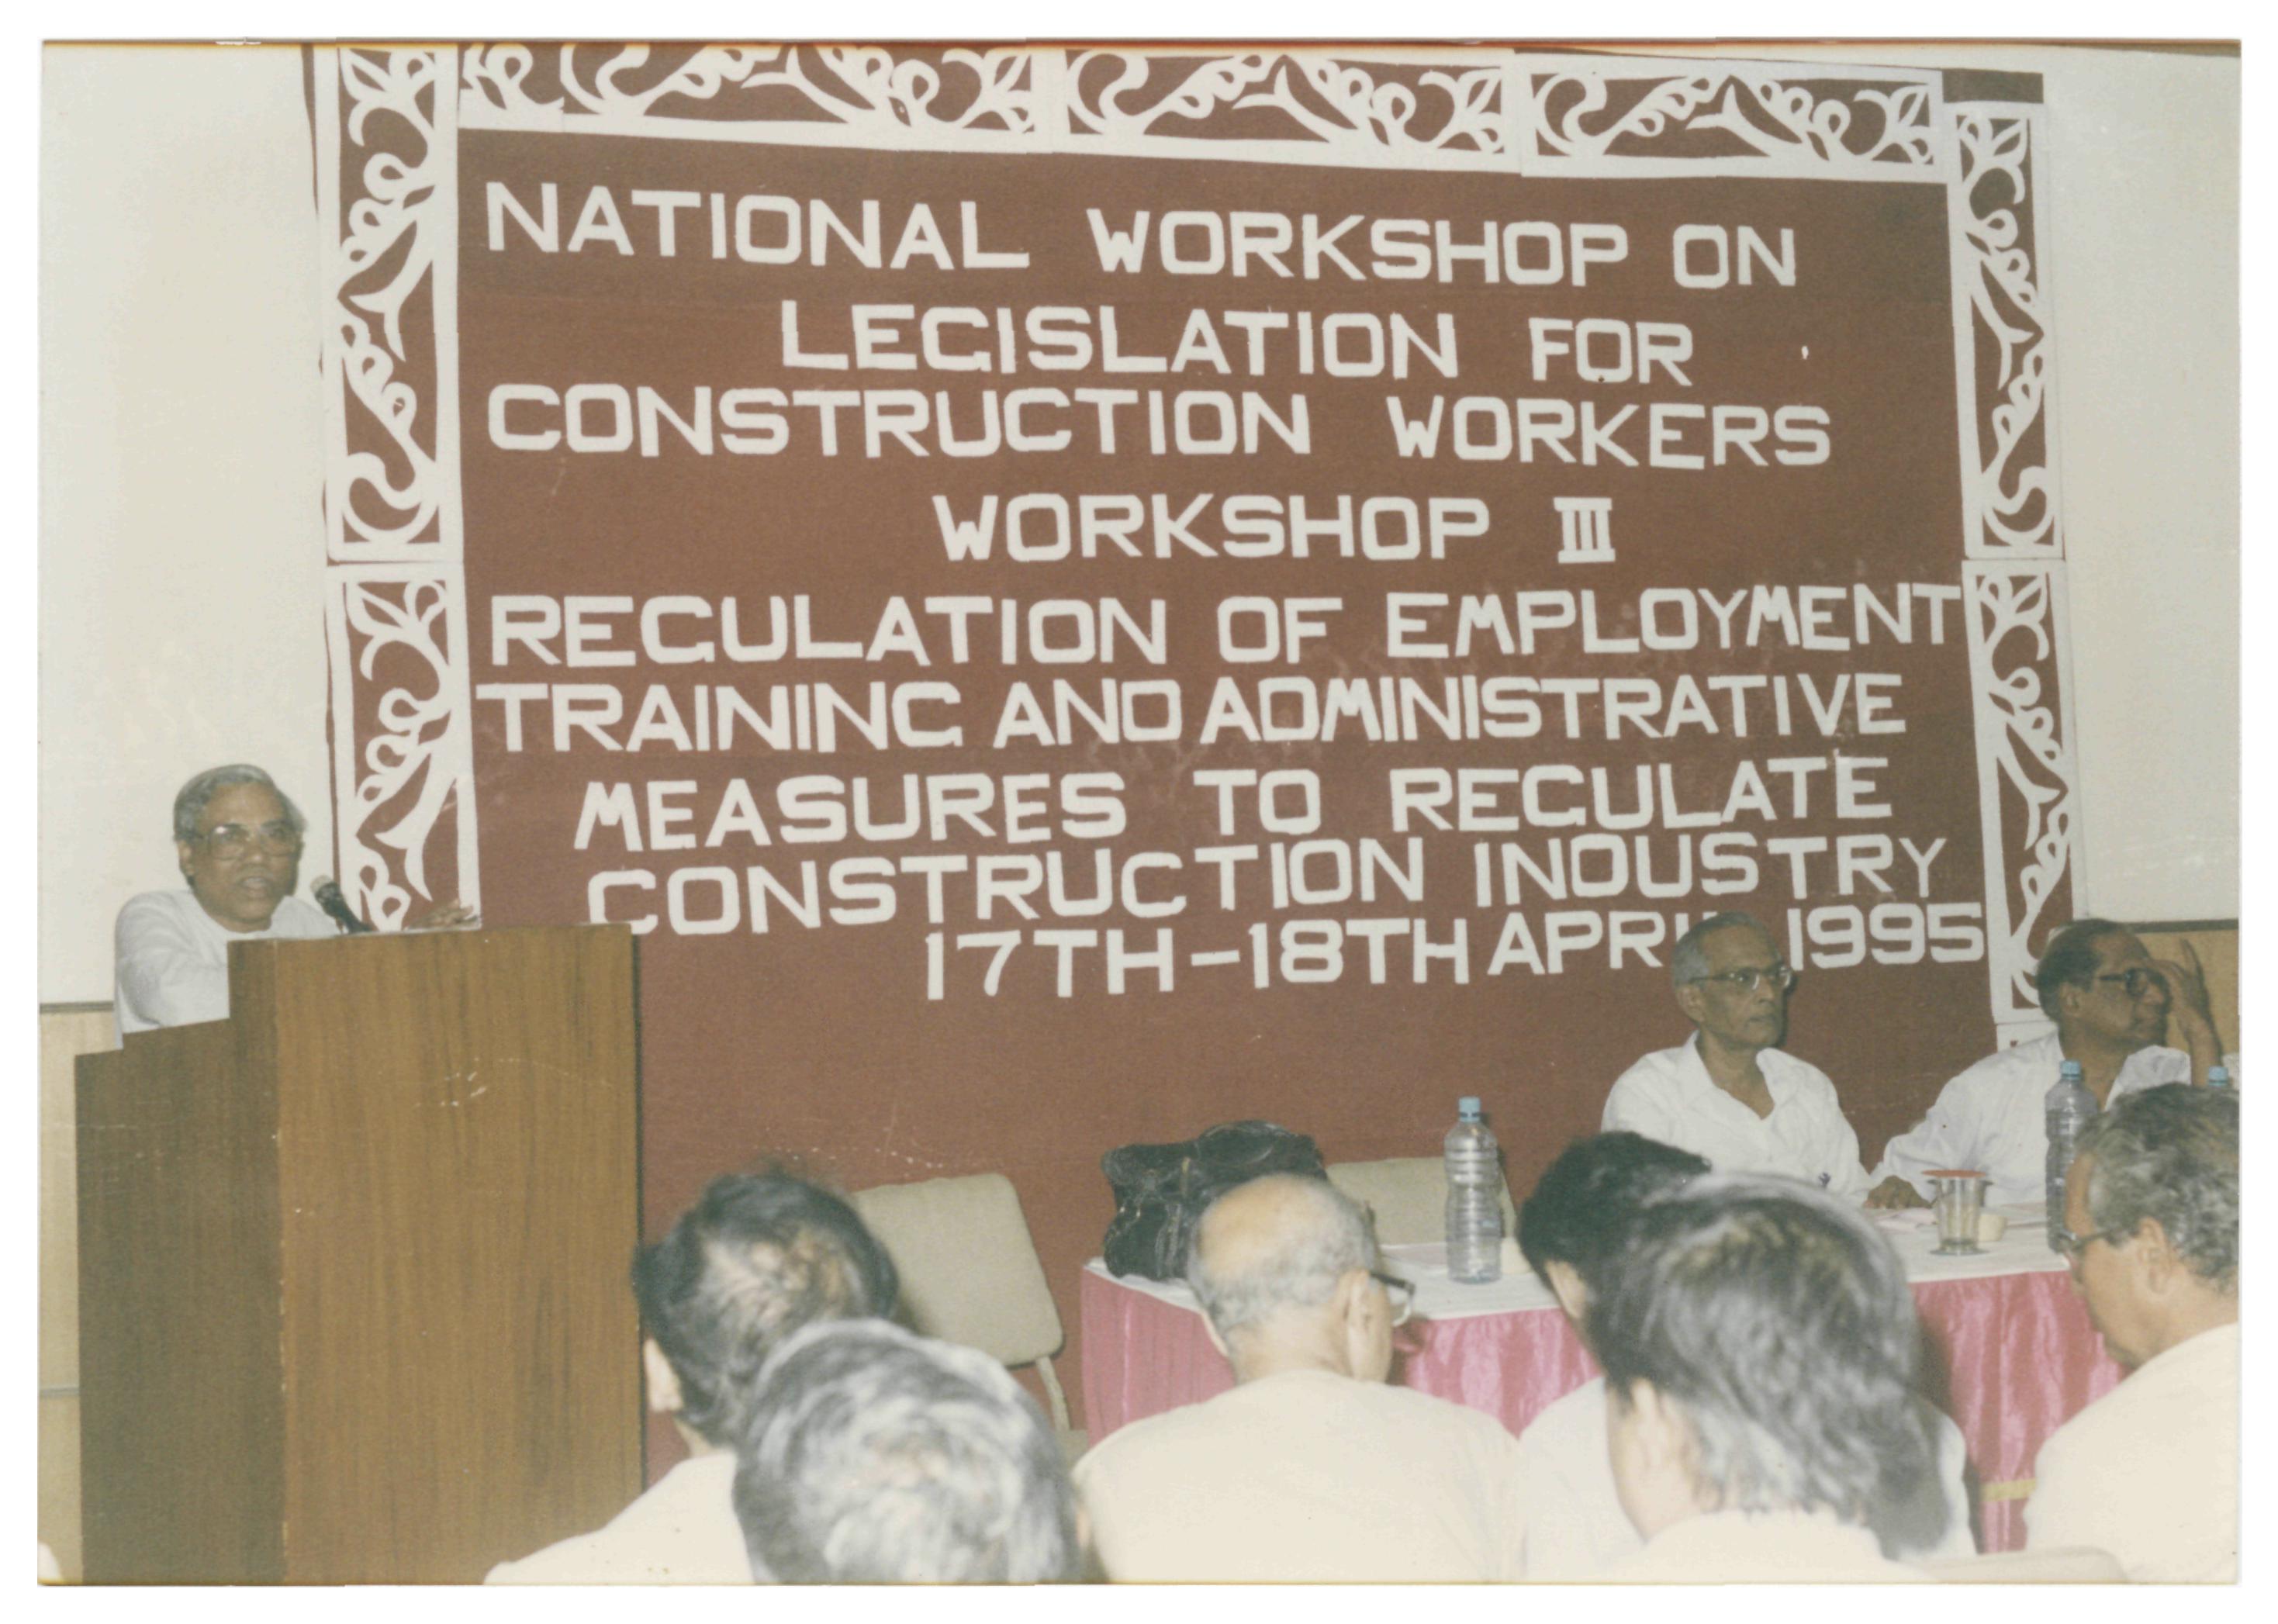 NATIONAL WORKSHOP ON
LEGISLATION FOR
CONSTRUCTION WORKERS
WORKSHOP III
REGULATION OF EMPLOYMENT
TRAINING AND ADMINISTRATIVE
MEASURES TO REGULATE
CONSTRUCTION INDUSTRY
17TH-18TH APRIL 1995